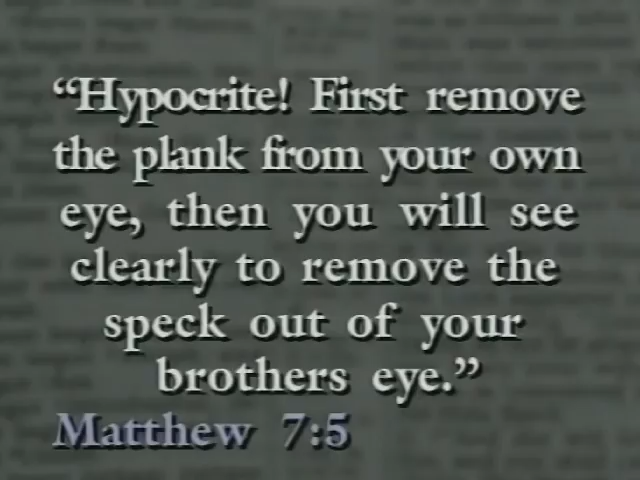 “Hypocrite! First remove
the plank from your own
eye, then you will see
clearly to remove the
speck out of your
brothers eye.”
Matthew 7:5